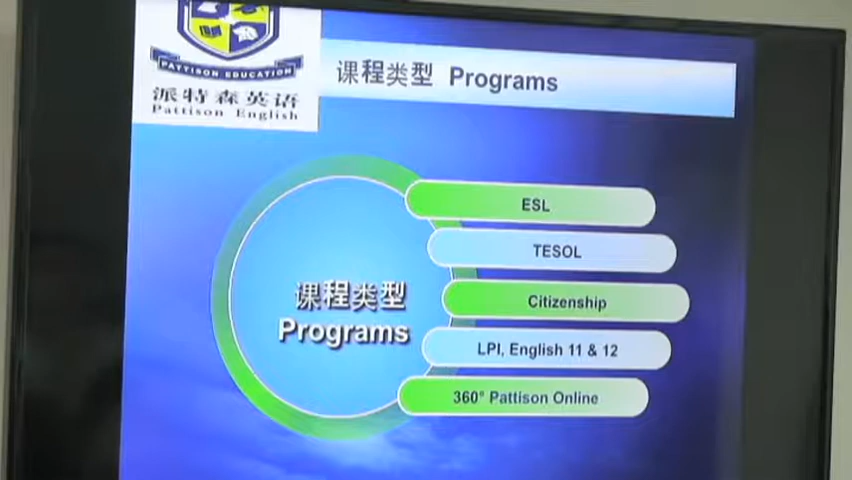 PATTISON EDUCATION
派特森英语
Pattison English
课程类型 Programs
课程类型
Programs
ESL
TESOL
Citizenship
LPI, English 11 & 12
360° Pattison Online